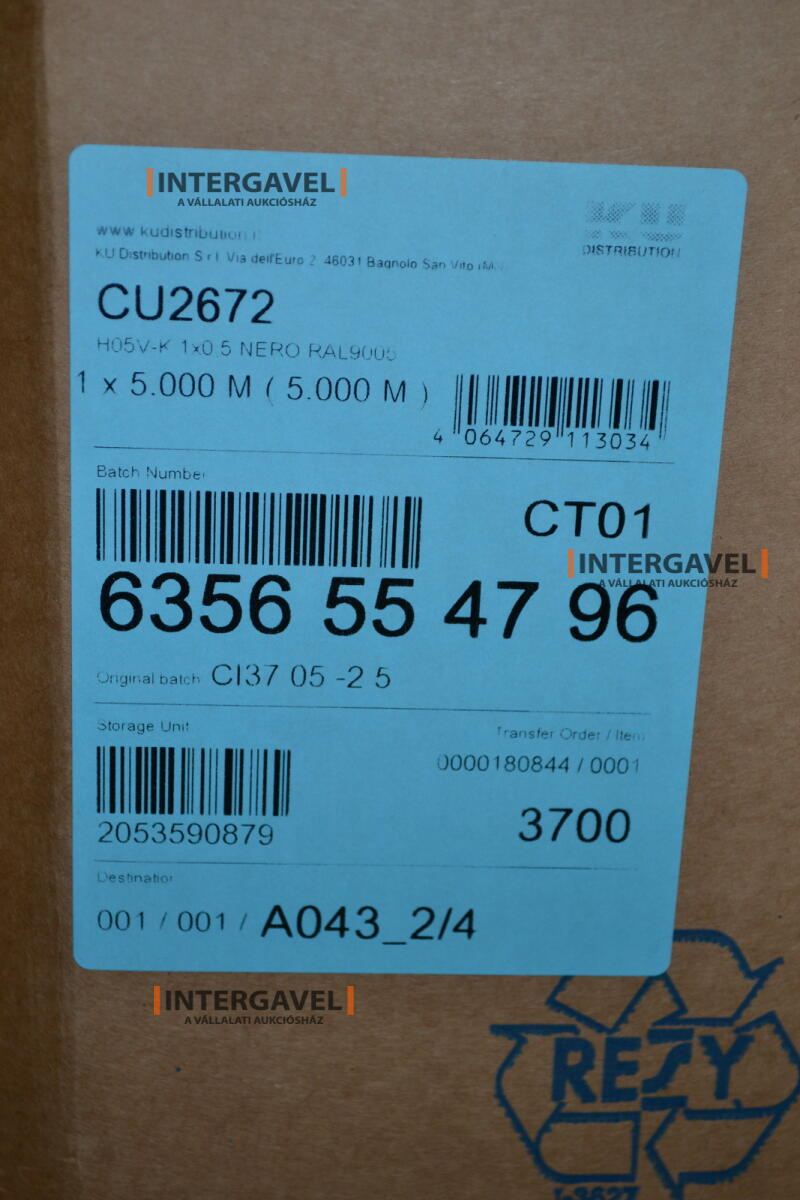 INTERGAVEL
A VÁLLALATI AUKCIÓSHÁZ
www.kudistribution
DISTRIBUTION
KU Distribution S.r.l. Via dell'Euro 2 46031 Bagnolo San Vito
CU2672
H05V-K 1x0.5 NERO RAL9005
1 x 5.000 M ( 5.000 M )
4 064729 113034
Batch Number
CT01
INTERGAVEL
A VÁLLALATI AUKCIÓSHÁZ
6356 55 47 96
Original batch CI37 05 -2 5
Storage Unit
Transfer Order / Item
0000180844 / 0001
2053590879
3700
Destination
001 / 001 / A043_2/4
INTERGAVEL
A VÁLLALATI AUKCIÓSHÁZ
RESY